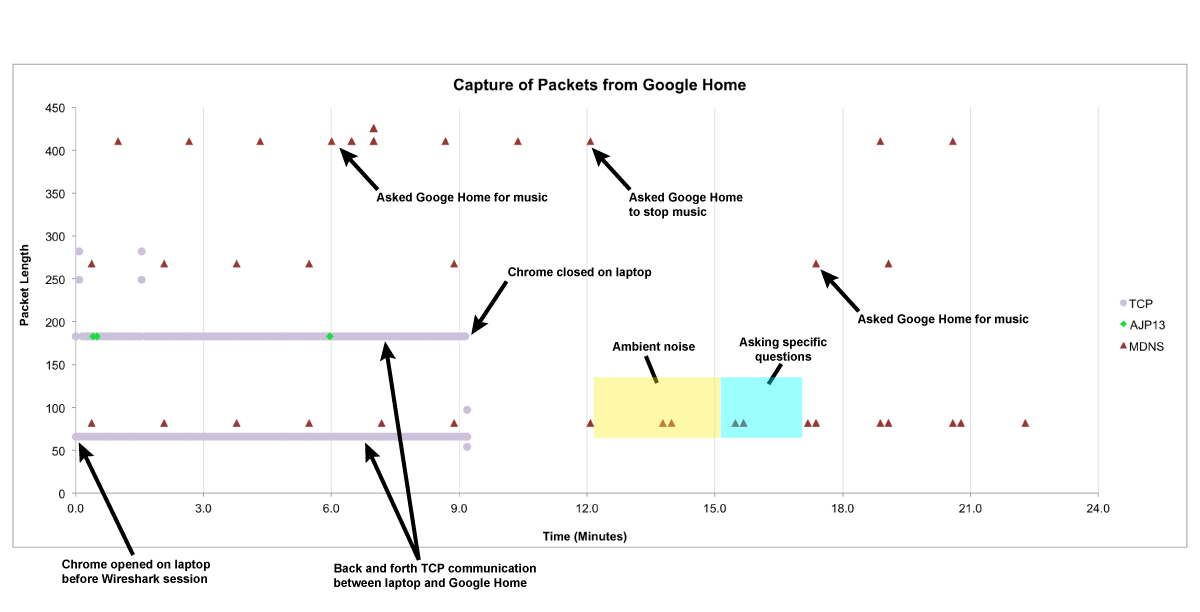 Capture of Packets from Google Home
450
400
350
300
250
200
150
100
50
0
Packet Length
0.0 3.0 6.0 9.0 12.0 15.0 18.0 21.0 24.0
Time (Minutes)
Asked Googe Home for music
Asked Googe Home
to stop music
Chrome closed on laptop
Asked Googe Home for music
Ambient noise
Asking specific
questions
TCP
AJP13
MDNS
Chrome opened on laptop
before Wireshark session
Back and forth TCP communication
between laptop and Google Home